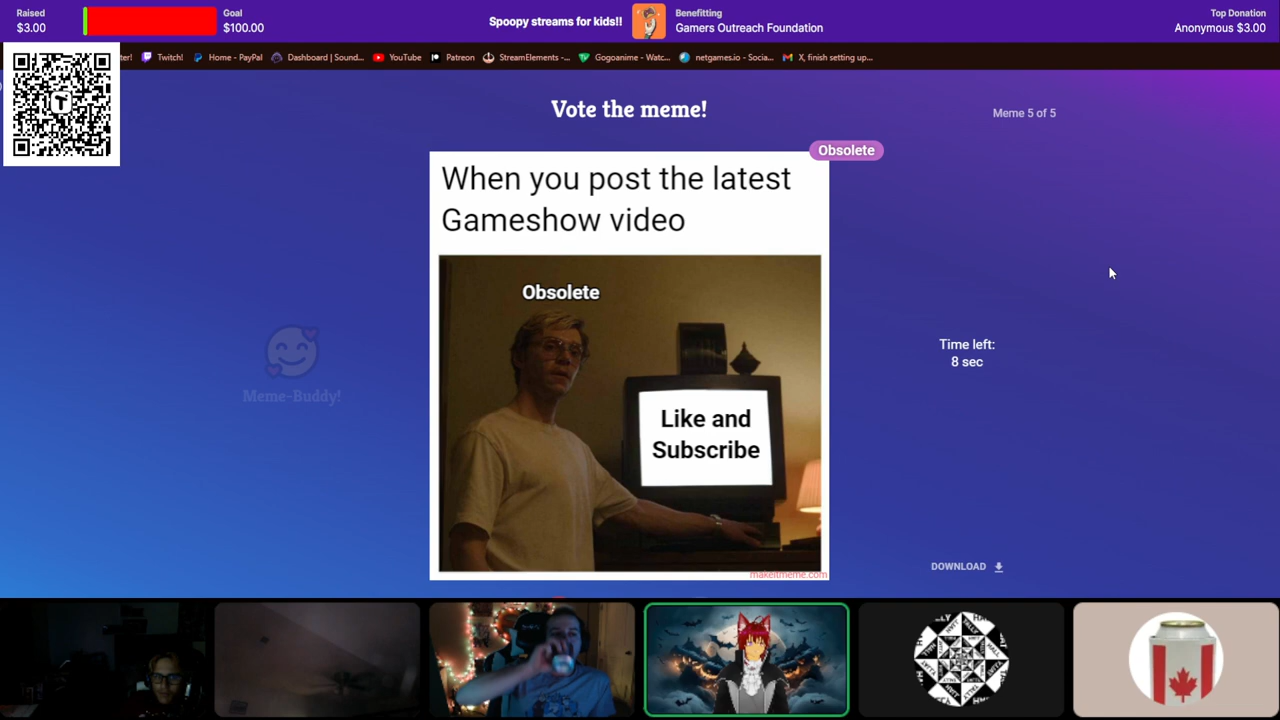 Raised
$3.00
Goal
$100.00
Spoopy streams for kids!!
Benefitting
Gamers Outreach Foundation
Top Donation
Anonymous $3.00
ter!
Twitch!
Home - PayPal
Dashboard | Sound...
YouTube
Patreon
StreamElements -...
Gogoanime - Watc...
netgames.io - Socia...
X, finish setting up...
Vote the meme!
Meme 5 of 5
Obsolete
When you post the latest
Gameshow video
Obsolete
Like and
Subscribe
makeitmeme.com
Meme-Buddy!
Time left:
8 sec
DOWNLOAD